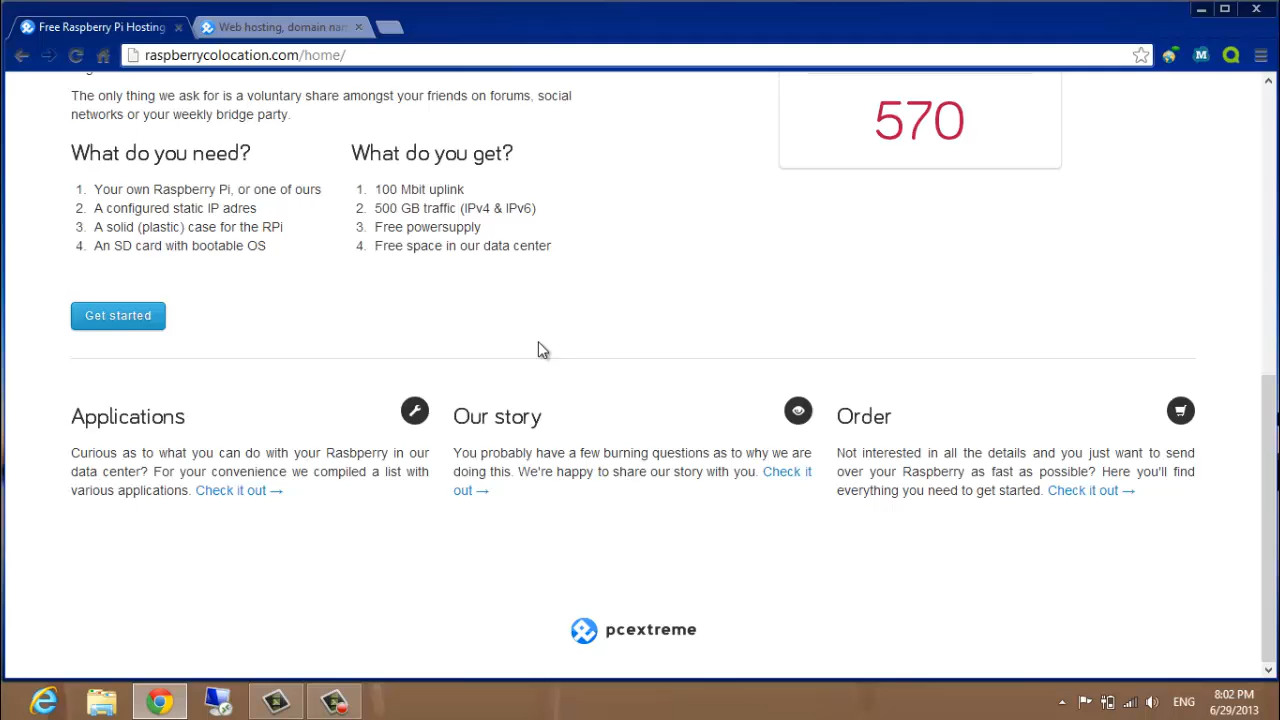 Free Raspberry Pi Hosting
Web hosting, domain nam
raspberrycolocation.com/home/
The only thing we ask for is a voluntary share amongst your friends on forums, social
networks or your weekly bridge party.
570
What do you need?
1. Your own Raspberry Pi, or one of ours
2. A configured static IP adres
3. A solid (plastic) case for the RPi
4. An SD card with bootable OS
What do you get?
1. 100 Mbit uplink
2. 500 GB traffic (IPv4 & IPv6)
3. Free powersupply
4. Free space in our data center
Get started
Applications
Curious as to what you can do with your Rasbperry in our
data center? For your convenience we compiled a list with
various applications. Check it out →
Our story
You probably have a few burning questions as to why we are
doing this. We're happy to share our story with you. Check it
out →
Order
Not interested in all the details and you just want to send
over your Raspberry as fast as possible? Here you'll find
everything you need to get started. Check it out →
pcextreme
ENG
8:02 PM
6/29/2013